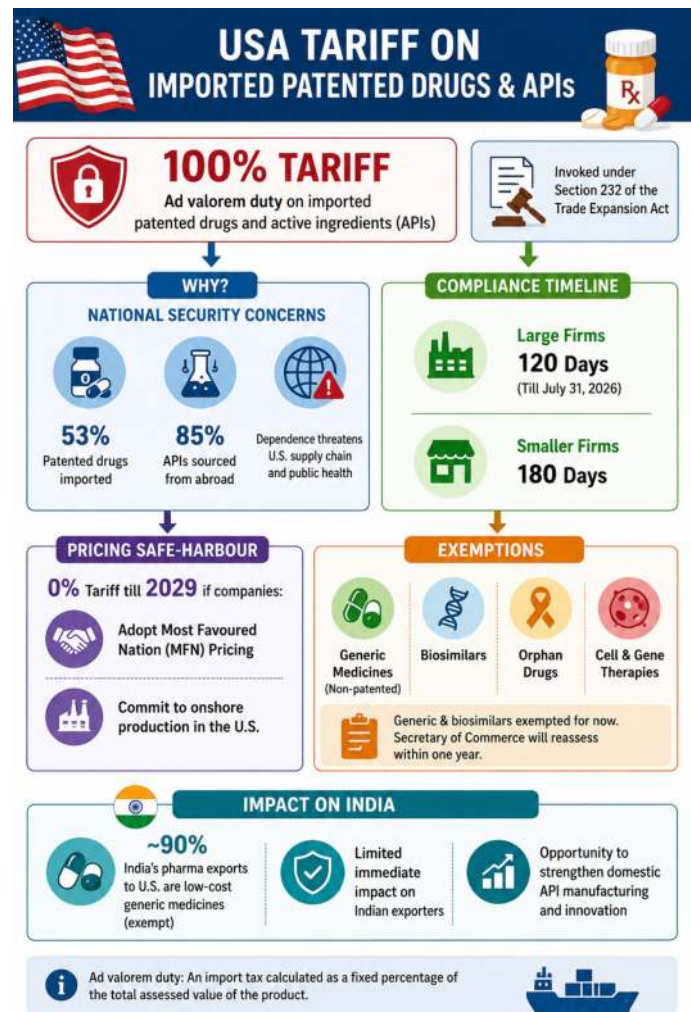 USA TARIFF ON
IMPORTED PATENTED DRUGS & APIs
Rx
100% TARIFF
Ad valorem duty on imported
patented drugs and active ingredients (APIs)
Invoked under
Section 232 of the
Trade Expansion Act
WHY?
NATIONAL SECURITY CONCERNS
53%
Patented drugs
imported
85%
APIs sourced
from abroad
Dependence threatens
U.S. supply chain
and public health
COMPLIANCE TIMELINE
Large Firms
120 Days
(Till July 31, 2026)
Smaller Firms
180 Days
PRICING SAFE-HARBOUR
0% Tariff till 2029 if companies:
Adopt Most Favoured
Nation (MFN) Pricing
Commit to onshore
production in the U.S.
EXEMPTIONS
Generic
Medicines
(Non-patented)
Biosimilars
Orphan
Drugs
Cell & Gene
Therapies
Generic & biosimilars exempted for now.
Secretary of Commerce will reassess
within one year.
IMPACT ON INDIA
~90%
India's pharma exports
to U.S. are low-cost
generic medicines
(exempt)
Limited
immediate
impact on
Indian exporters
Opportunity to
strengthen domestic
API manufacturing
and innovation
i
Ad valorem duty: An import tax calculated as a fixed percentage of
the total assessed value of the product.